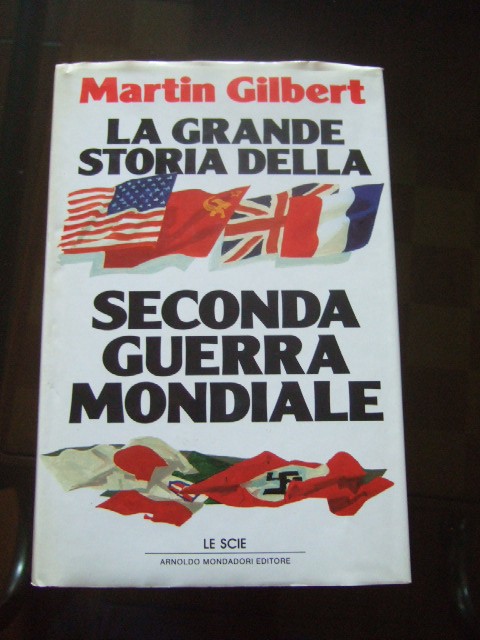 Martin Gilbert
LA GRANDE
STORIA DELLA
SECONDA
GUERRA
MONDIALE
LE SCIE
ARNOLDO MONDADORI EDITORE